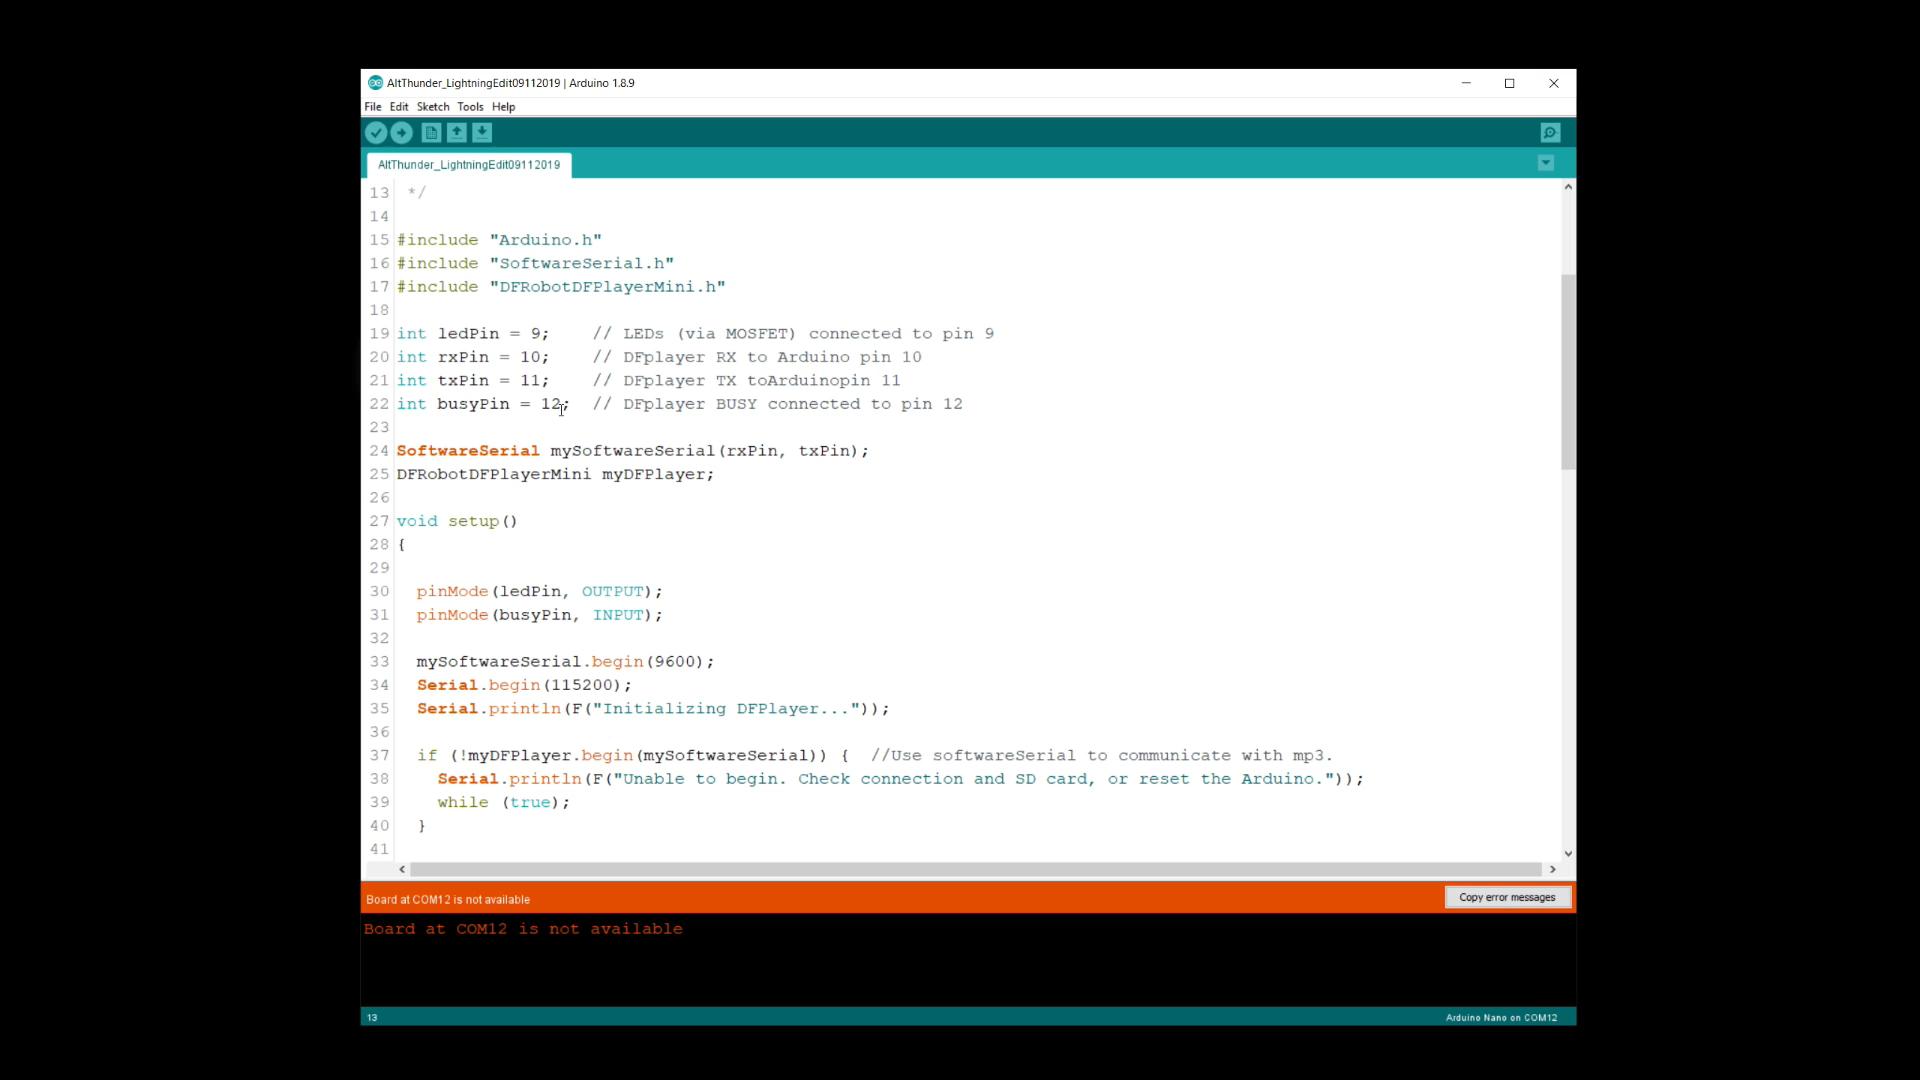 AltThunder_LightningEdit09112019 | Arduino 1.8.9
File Edit Sketch Tools Help
AltThunder_LightningEdit09112019
13 */
14
15 #include "Arduino.h"
16 #include "SoftwareSerial.h"
17 #include "DFRobotDFPlayerMini.h"
18
19 int ledPin = 9; // LEDs (via MOSFET) connected to pin 9
20 int rxPin = 10; // DFplayer RX to Arduino pin 10
21 int txPin = 11; // DFplayer TX toArduinopin 11
22 int busyPin = 12; // DFplayer BUSY connected to pin 12
23
24 SoftwareSerial mySoftwareSerial(rxPin, txPin);
25 DFRobotDFPlayerMini myDFPlayer;
26
27 void setup()
28 {
29
30 pinMode(ledPin, OUTPUT);
31 pinMode(busyPin, INPUT);
32
33 mySoftwareSerial.begin(9600);
34 Serial.begin(115200);
35 Serial.println(F("Initializing DFPlayer..."));
36
37 if (!myDFPlayer.begin(mySoftwareSerial)) { //Use softwareSerial to communicate with mp3.
38 Serial.println(F("Unable to begin. Check connection and SD card, or reset the Arduino."));
39 while (true);
40 }
41
Board at COM12 is not available
Copy error messages
Board at COM12 is not available
13
Arduino Nano on COM12